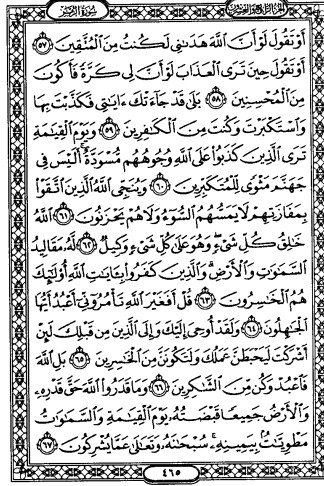 الجزء الرابع والعشرون
سورة الزمر
أَوْ تَقُولَ لَوْ أَنَّ ٱللَّهَ هَدَىٰنِى لَكُنتُ مِنَ ٱلْمُتَّقِينَ ٥٧
أَوْ تَقُولَ حِينَ تَرَى ٱلْعَذَابَ لَوْ أَنَّ لِى كَرَّةً فَأَكُونَ
مِنَ ٱلْمُحْسِنِينَ ٥٨ بَلَىٰ قَدْ جَآءَتْكَ ءَايَٰتِى فَكَذَّبْتَ بِهَا
وَٱسْتَكْبَرْتَ وَكُنتَ مِنَ ٱلْكَٰفِرِينَ ٥٩ وَيَوْمَ ٱلْقِيَٰمَةِ
تَرَى ٱلَّذِينَ كَذَبُوا۟ عَلَى ٱللَّهِ وُجُوهُهُم مُّسْوَدَّةٌ ۚ أَلَيْسَ فِى
جَهَنَّمَ مَثْوًى لِّلْمُتَكَبِّرِينَ ٦٠ وَيُنَجِّى ٱللَّهُ ٱلَّذِينَ ٱتَّقَوْا۟
بِمَفَازَتِهِمْ لَا يَمَسُّهُمُ ٱلسُّوٓءُ وَلَا هُمْ يَحْزَنُونَ ٦١ ٱللَّهُ
خَٰلِقُ كُلِّ شَىْءٍ ۖ وَهُوَ عَلَىٰ كُلِّ شَىْءٍ وَكِيلٌ ٦٢ لَّهُۥ مَقَالِيدُ
ٱلسَّمَٰوَٰتِ وَٱلْأَرْضِ ۗ وَٱلَّذِينَ كَفَرُوا۟ بِـَٔايَٰتِ ٱللَّهِ أُو۟لَٰٓئِكَ
هُمُ ٱلْخَٰسِرُونَ ٦٣ قُلْ أَفَغَيْرَ ٱللَّهِ تَأْمُرُوٓنِّىٓ أَعْبُدُ أَيُّهَا
ٱلْجَٰهِلُونَ ٦٤ وَلَقَدْ أُوحِىَ إِلَيْكَ وَإِلَى ٱلَّذِينَ مِن قَبْلِكَ لَئِنْ
أَشْرَكْتَ لَيَحْبَطَنَّ عَمَلُكَ وَلَتَكُونَنَّ مِنَ ٱلْخَٰسِرِينَ ٦٥ بَلِ ٱللَّهَ
فَٱعْبُدْ وَكُن مِّنَ ٱلشَّٰكِرِينَ ٦٦ وَمَا قَدَرُوا۟ ٱللَّهَ حَقَّ قَدْرِهِۦ
وَٱلْأَرْضُ جَمِيعًا قَبْضَتُهُۥ يَوْمَ ٱلْقِيَٰمَةِ وَٱلسَّمَٰوَٰتُ
مَطْوِيَّٰتٌۢ بِيَمِينِهِۦ ۚ سُبْحَٰنَهُۥ وَتَعَٰلَىٰ عَمَّا يُشْرِكُونَ ٦٧
٤٦٥